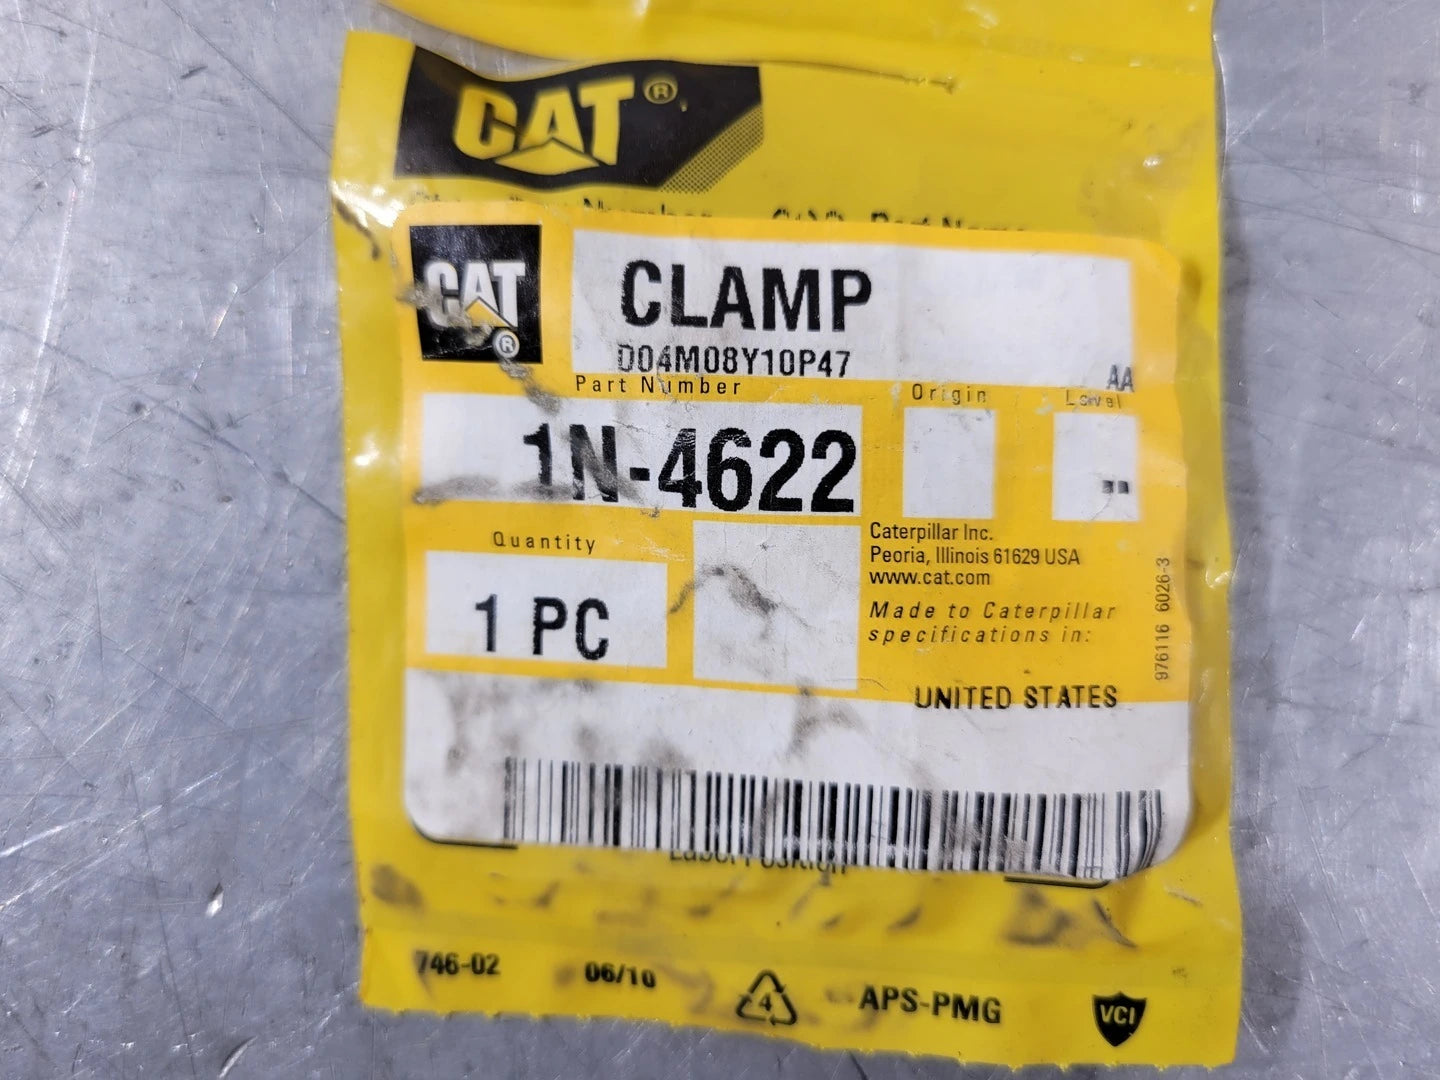 CAT®
CAT®
CLAMP
D04M08Y10P47
AA
Part Number
Origin
Level
1N-4622
--
Quantity
1 PC
Caterpillar Inc.
Peoria, Illinois 61629 USA
www.cat.com
Made to Caterpillar
specifications in:
UNITED STATES
976116 6026-3
Label Position
746-02
06/10
4
APS-PMG
VCI